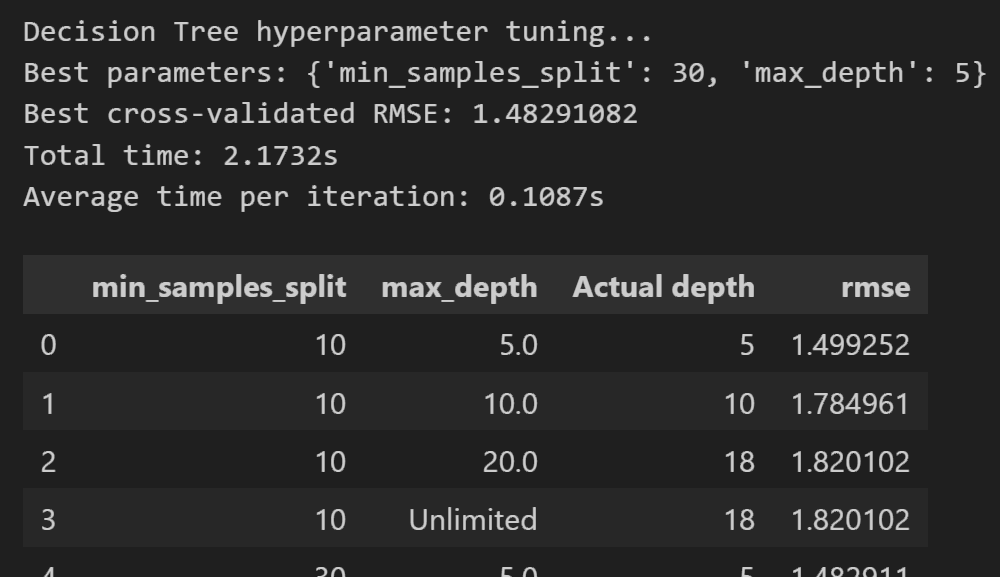 Decision Tree hyperparameter tuning...
Best parameters: {'min_samples_split': 30, 'max_depth': 5}
Best cross-validated RMSE: 1.48291082
Total time: 2.1732s
Average time per iteration: 0.1087s
min_samples_split max_depth Actual depth rmse
0 10 5.0 5 1.499252
1 10 10.0 10 1.784961
2 10 20.0 18 1.820102
3 10 Unlimited 18 1.820102
4 30 5.0 5 1.482911